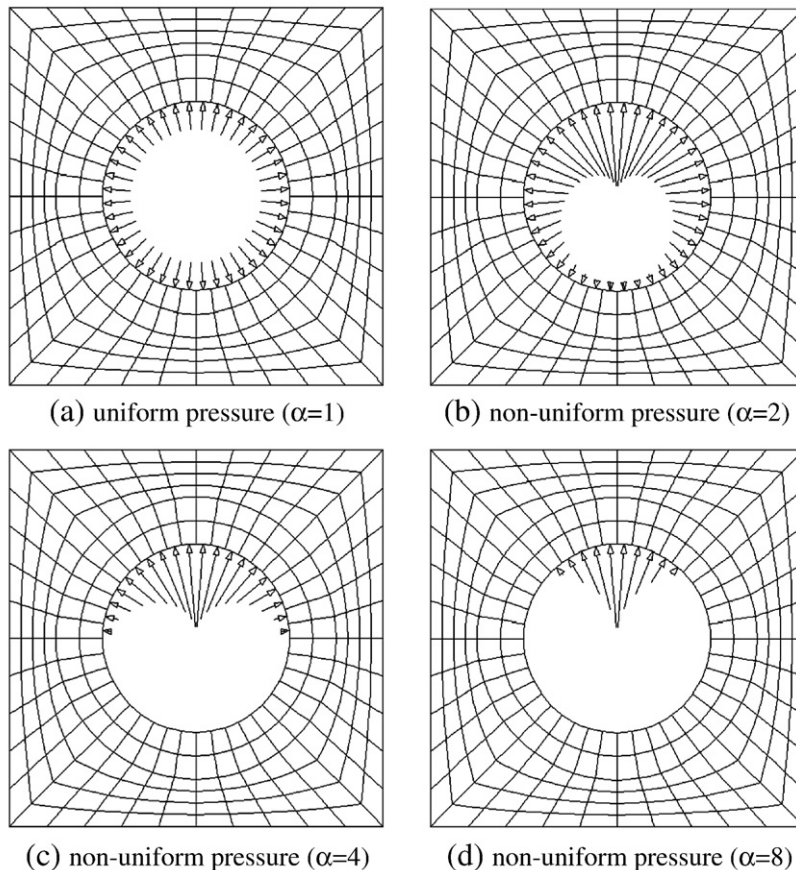 (a) uniform pressure (α=1)
(b) non-uniform pressure (α=2)
(c) non-uniform pressure (α=4)
(d) non-uniform pressure (α=8)